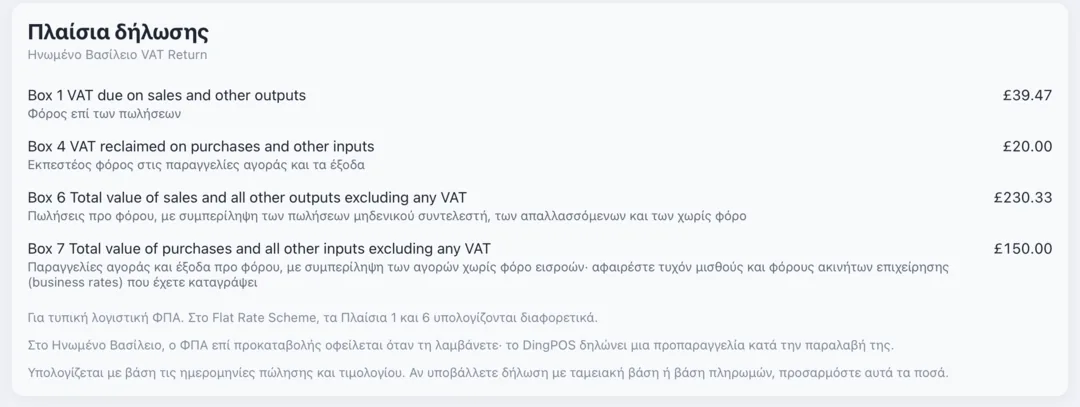 Πλαίσια δήλωσης
Ηνωμένο Βασίλειο VAT Return
Box 1 VAT due on sales and other outputs £39.47
Φόρος επί των πωλήσεων
Box 4 VAT reclaimed on purchases and other inputs £20.00
Εκπεστέος φόρος στις παραγγελίες αγοράς και τα έξοδα
Box 6 Total value of sales and all other outputs excluding any VAT £230.33
Πωλήσεις προ φόρου, με συμπερίληψη των πωλήσεων μηδενικού συντελεστή, των απαλλασσόμενων και των χωρίς φόρο
Box 7 Total value of purchases and all other inputs excluding any VAT £150.00
Παραγγελίες αγοράς και έξοδα προ φόρου, με συμπερίληψη των αγορών χωρίς φόρο εισροών· αφαιρέστε τυχόν μισθούς και φόρους ακινήτων επιχείρησης
(business rates) που έχετε καταγράψει
Για τυπική λογιστική ΦΠΑ. Στο Flat Rate Scheme, τα Πλαίσια 1 και 6 υπολογίζονται διαφορετικά.
Στο Ηνωμένο Βασίλειο, ο ΦΠΑ επί προκαταβολής οφείλεται όταν τη λαμβάνετε· το DingPOS δηλώνει μια προπαραγγελία κατά την παραλαβή της.
Υπολογίζεται με βάση τις ημερομηνίες πώλησης και τιμολογίου. Αν υποβάλλετε δήλωση με ταμειακή βάση ή βάση πληρωμών, προσαρμόστε αυτά τα ποσά.